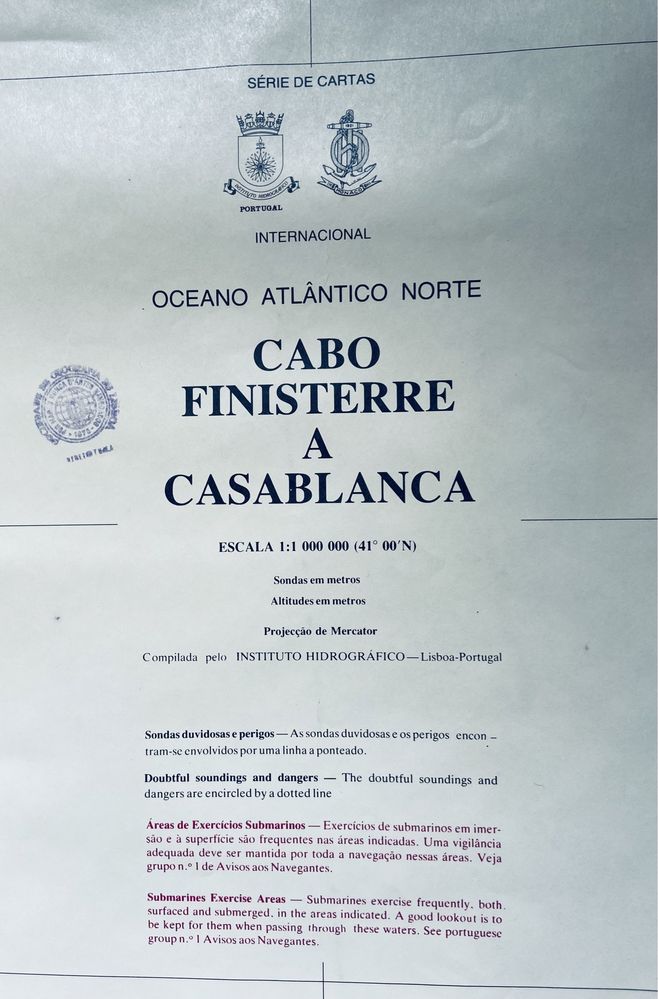 SÉRIE DE CARTAS
INSTITUTO HIDROGRÁFICO
PORTUGAL
MONACO
INTERNACIONAL
OCEANO ATLÂNTICO NORTE
CABO
FINISTERRE
A
CASABLANCA
ESCALA 1:1 000 000 (41° 00′N)
Sondas em metros
Altitudes em metros
Projecção de Mercator
Compilada pelo INSTITUTO HIDROGRÁFICO—Lisboa-Portugal
Sondas duvidosas e perigos — As sondas duvidosas e os perigos encon –
tram-se envolvidos por uma linha a ponteado.
Doubtful soundings and dangers — The doubtful soundings and
dangers are encircled by a dotted line
Áreas de Exercícios Submarinos — Exercícios de submarinos em imer-
são e à superfície são frequentes nas áreas indicadas. Uma vigilância
adequada deve ser mantida por toda a navegação nessas áreas. Veja
grupo n.º 1 de Avisos aos Navegantes.
Submarines Exercise Areas — Submarines exercise frequently, both
surfaced and submerged, in the areas indicated. A good lookout is to
be kept for them when passing through these waters. See portuguese
group n.º 1 Avisos aos Navegantes.